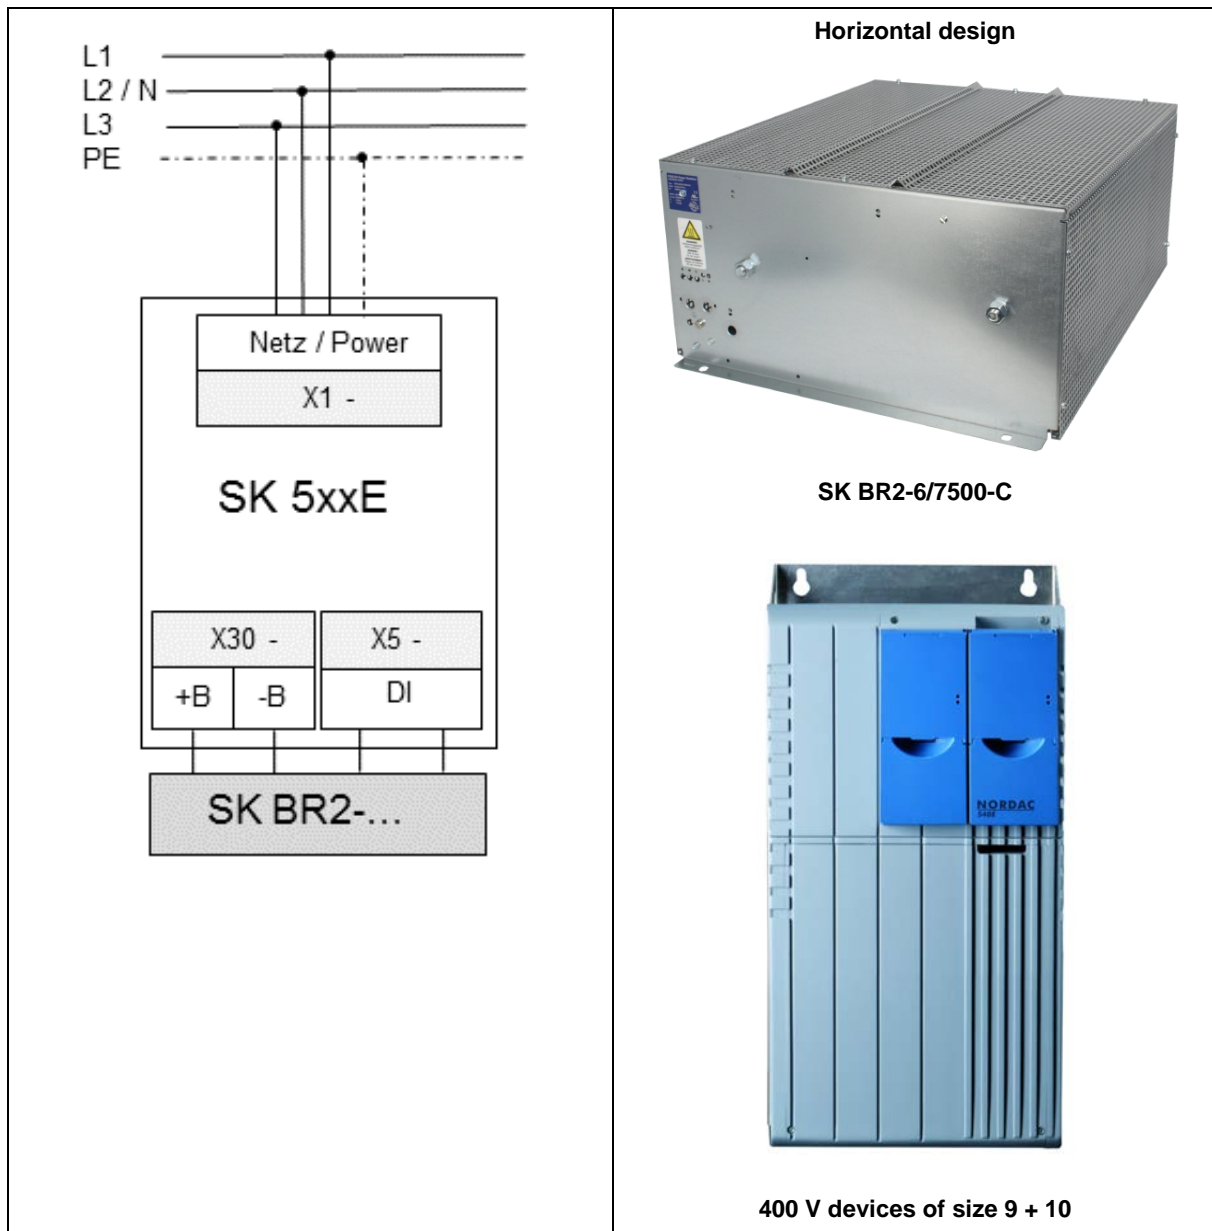 L1
L2 / N
L3
PE
Netz / Power
X1 -
SK 5xxE
X30 -
X5 -
+B
-B
DI
SK BR2-...
Horizontal design
SK BR2-6/7500-C
NORDAC
400 V devices of size 9 + 10